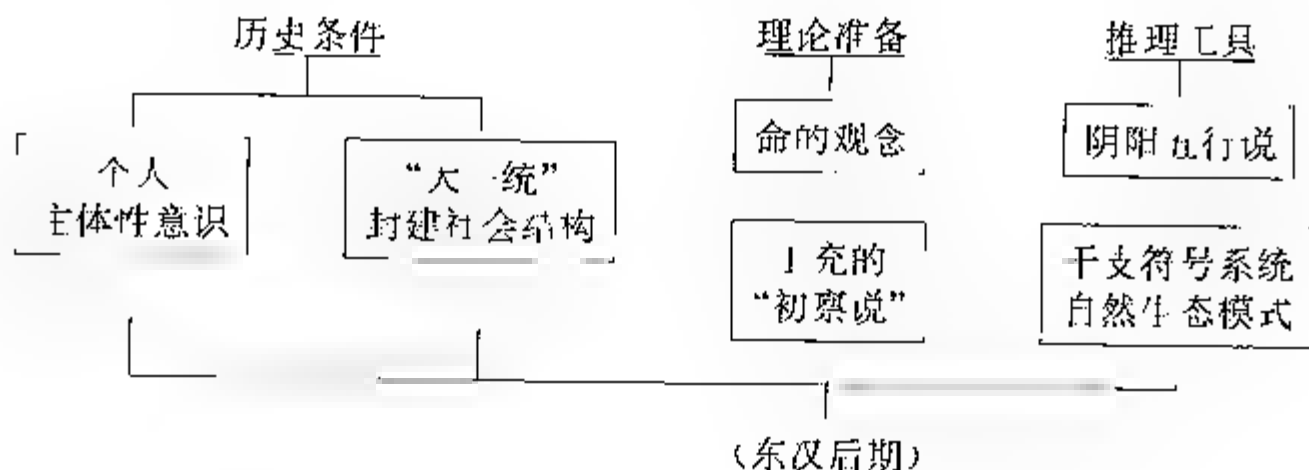 历史条件
理论准备
推理工具
个人
主体性意识
“大一统”
封建社会结构
命的观念
王充的
“初禀说”
阴阳五行说
干支符号系统
自然生态模式
(东汉后期)